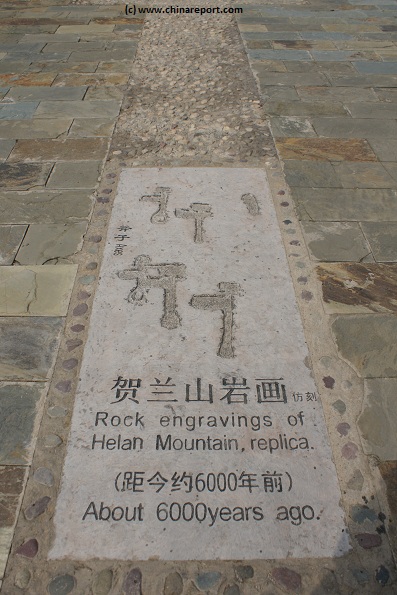 (c) www.chinareport.com
贺兰山岩画仿刻
Rock engravings of
Helan Mountain, replica.
(距今约6000年前)
About 6000years ago.